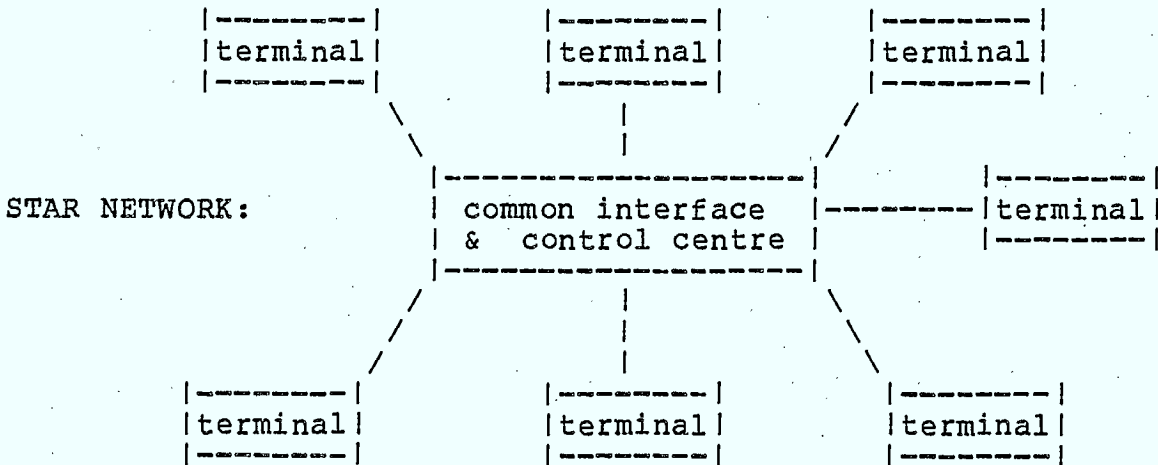 terminal terminal terminal
STAR NETWORK: common interface terminal
& control centre
terminal terminal terminal